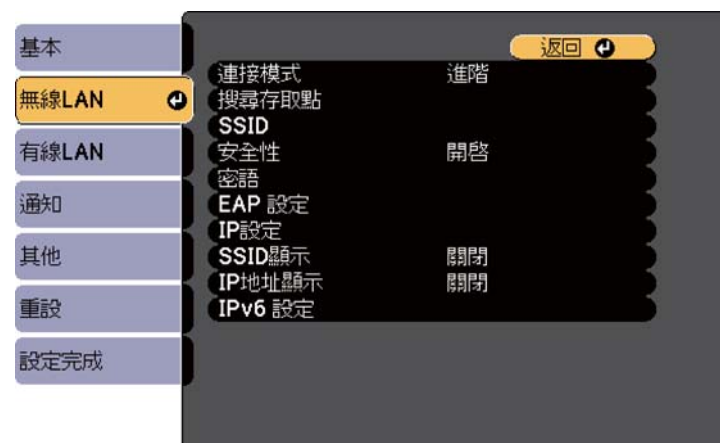 基本
無線LAN
有線LAN
通知
其他
重設
設定完成
返回
連接模式 進階
搜尋存取點
SSID
安全性 開啓
密語
EAP 設定
IP設定
SSID顯示 關閉
IP地址顯示 關閉
IPv6 設定